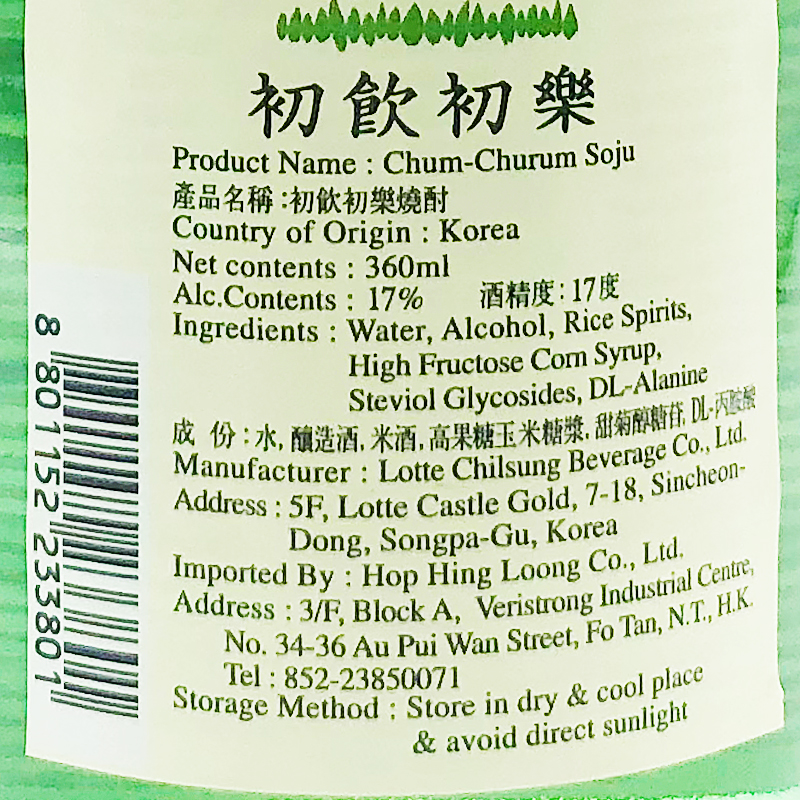 初飲初樂
Product Name : Chum-Churum Soju
產品名稱 :初飲初樂燒酎
Country of Origin : Korea
Net contents : 360ml
Alc.Contents : 17% 酒精度 : 17度
Ingredients : Water, Alcohol, Rice Spirits,
High Fructose Corn Syrup,
Steviol Glycosides, DL-Alanine
成 份 : 水, 釀造酒, 米酒, 高果糖玉米糖漿, 甜菊醇糖苷, DL-丙胺酸
Manufacturer : Lotte Chilsung Beverage Co., Ltd.
Address : 5F, Lotte Castle Gold, 7-18, Sincheon-
Dong, Songpa-Gu, Korea
Imported By : Hop Hing Loong Co., Ltd.
Address : 3/F, Block A, Veristrong Industrial Centre,
No. 34-36 Au Pui Wan Street, Fo Tan, N.T., H.K.
Tel : 852-23850071
Storage Method : Store in dry & cool place
& avoid direct sunlight
8 801152 233801